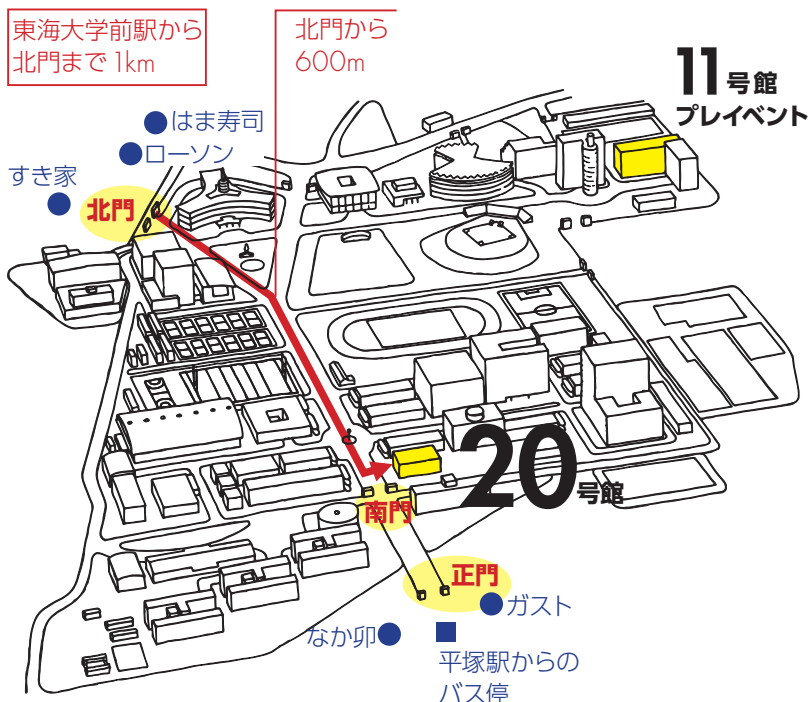 東海大学前駅から
北門まで1km
北門から
600m
11号館
プレイベント
はま寿司
ローソン
すき家
北門
20号館
南門
正門
ガスト
なか卯
平塚駅からの
バス停